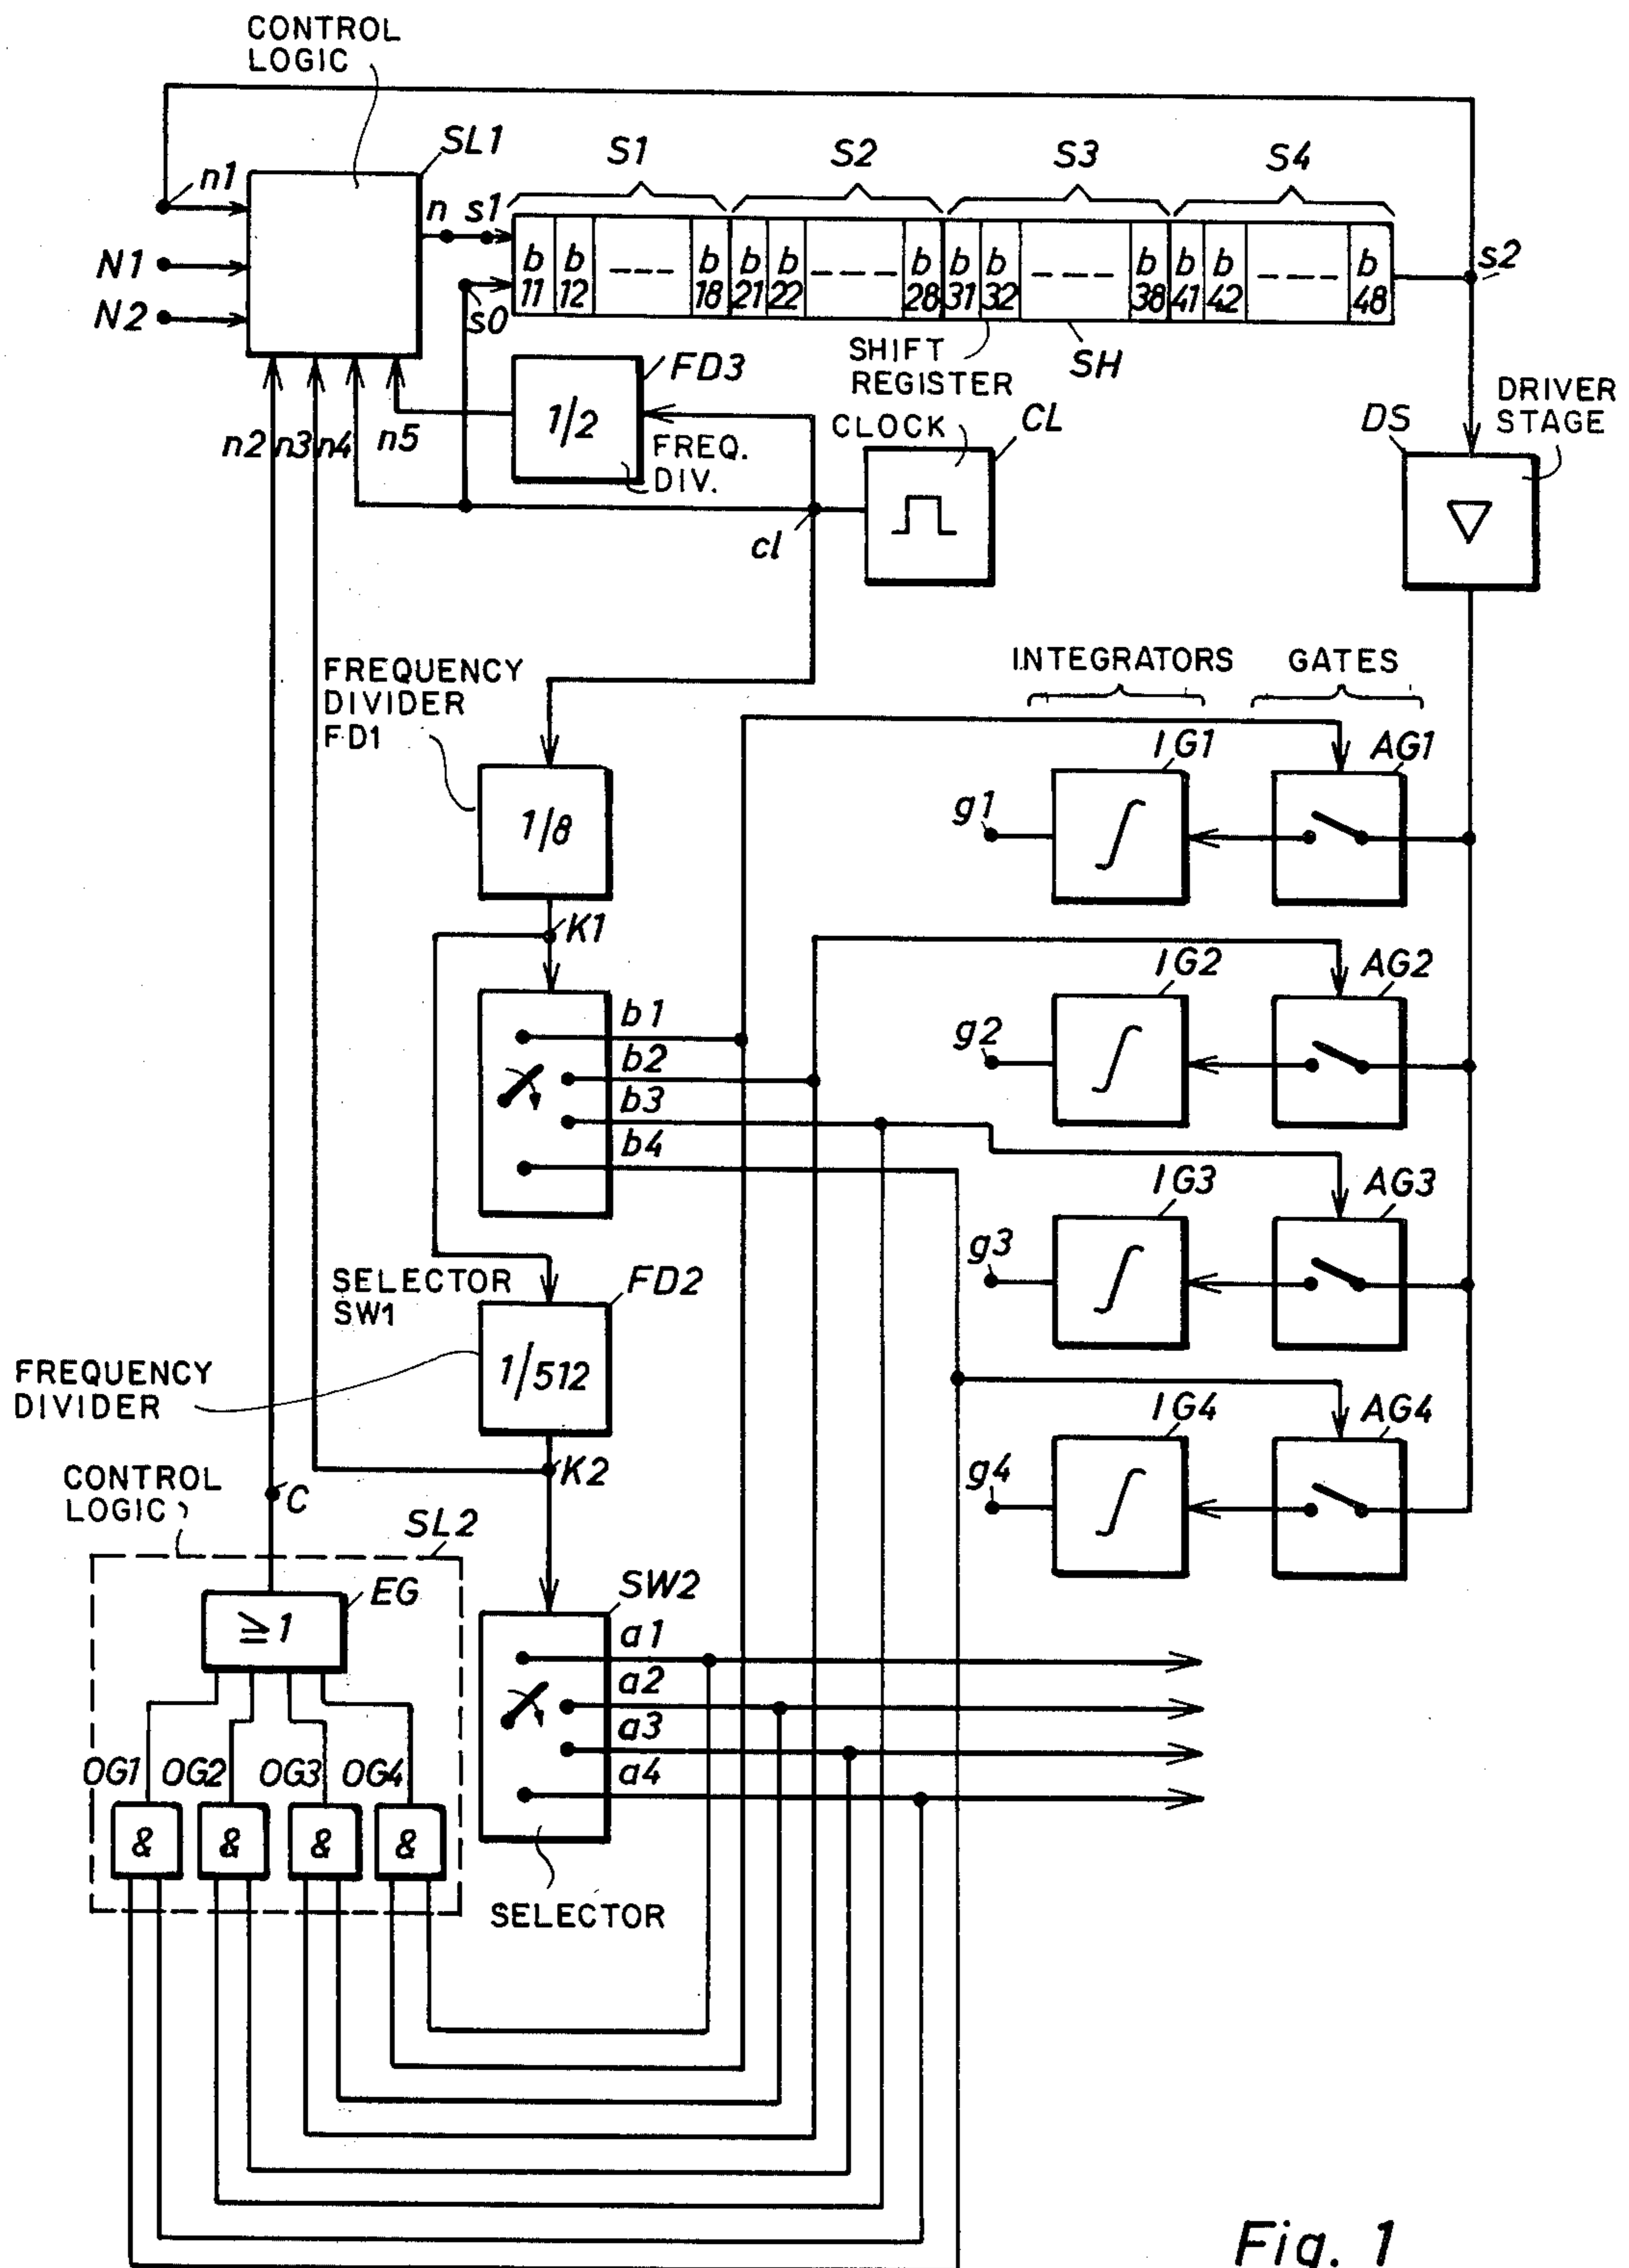 CONTROL
LOGIC
SL1
S1
S2
S3
S4
n1
n
s1
N1
N2
b
11
b
12
b
18
b
21
b
22
b
28
b
31
b
32
b
38
b
41
b
42
b
48
s2
s0
SHIFT
REGISTER
SH
FD3
1/2
FREQ.
DIV.
CLOCK
CL
DRIVER
STAGE
DS
n2
n3
n4
n5
cl
FREQUENCY
DIVIDER
FD1
1/8
INTEGRATORS
GATES
IG1
AG1
g1
K1
b1
b2
b3
b4
IG2
AG2
g2
IG3
AG3
g3
SELECTOR
SW1
FD2
1/512
FREQUENCY
DIVIDER
IG4
AG4
g4
K2
CONTROL
LOGIC
C
SL2
EG
≥1
SW2
a1
a2
a3
a4
OG1
OG2
OG3
OG4
&
&
&
&
SELECTOR
Fig. 1